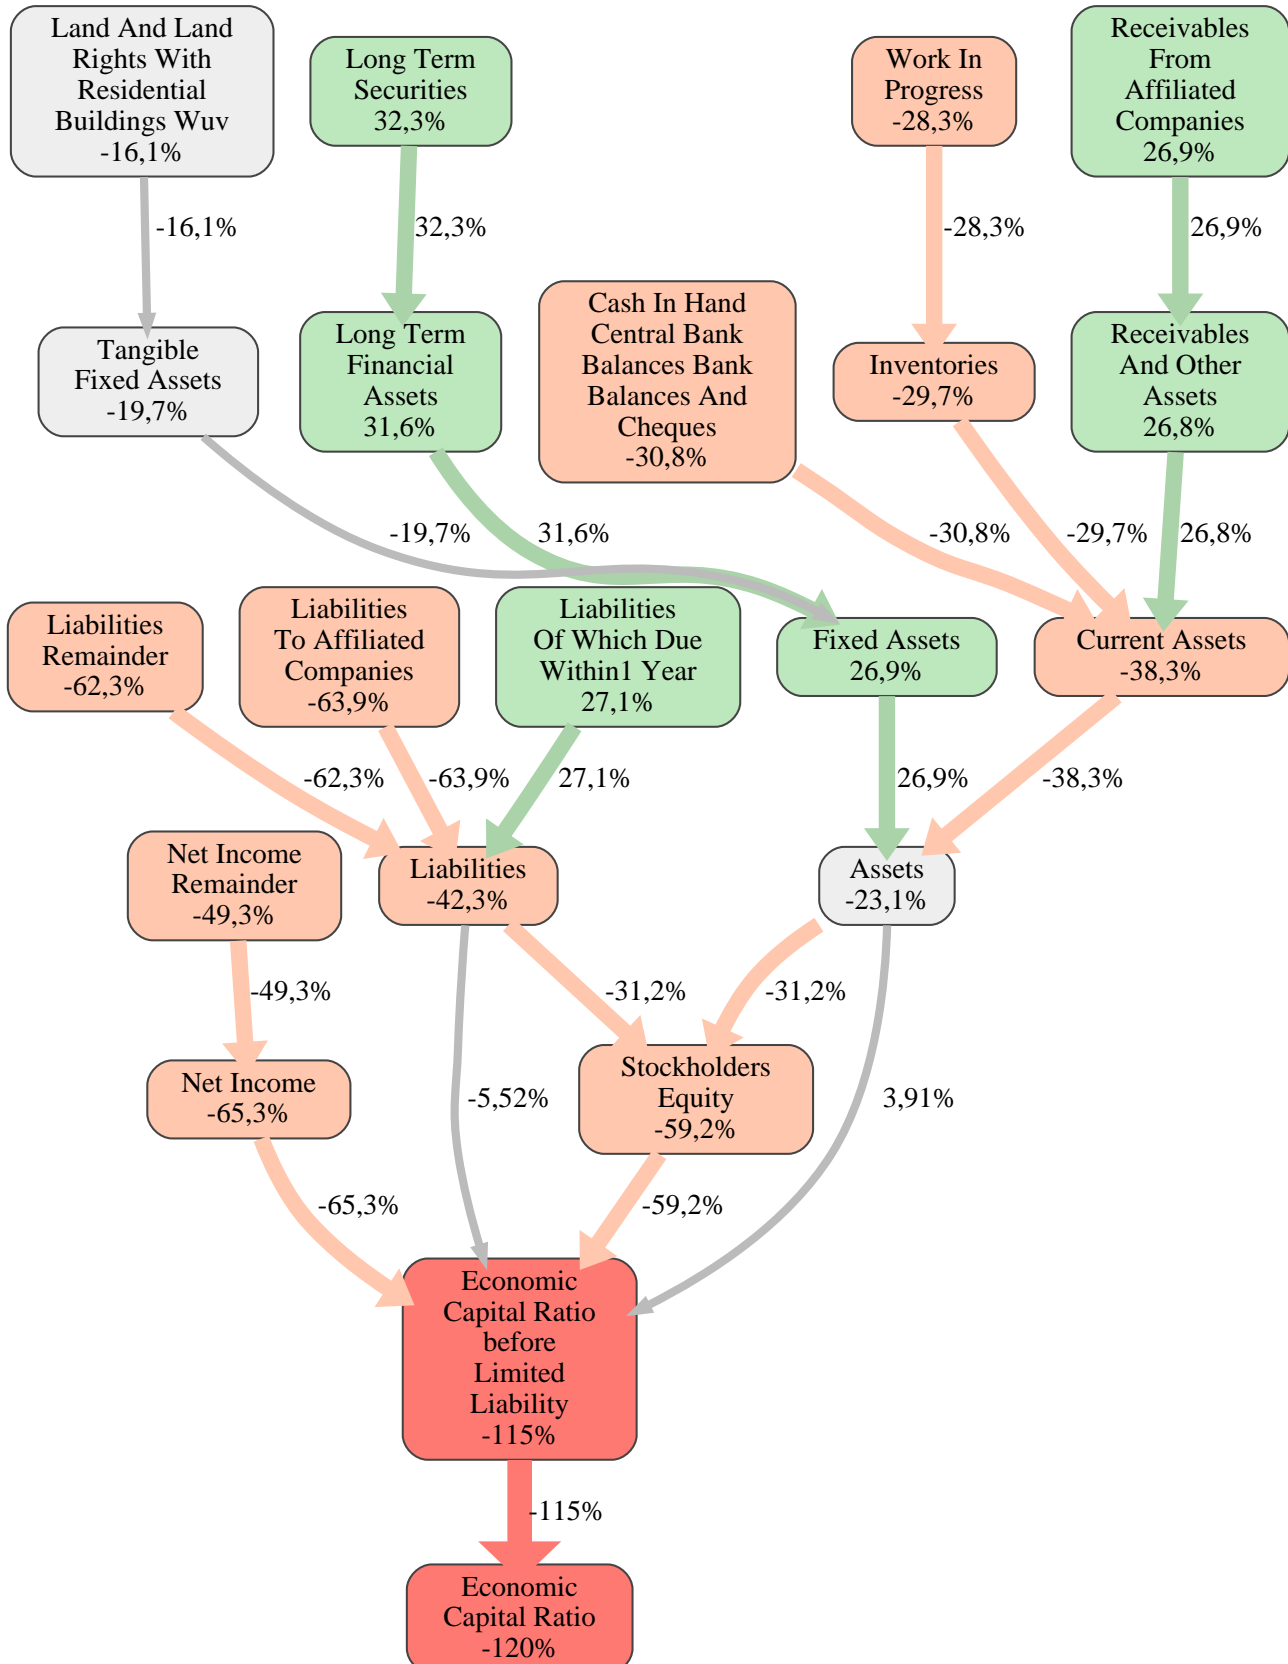 Land And Land
Rights With
Residential
Buildings Wuv
-16,1%
Long Term
Securities
32,3%
Work In
Progress
-28,3%
Receivables
From
Affiliated
Companies
26,9%
-16,1%
32,3%
-28,3%
26,9%
Tangible
Fixed Assets
-19,7%
Long Term
Financial
Assets
31,6%
Cash In Hand
Central Bank
Balances Bank
Balances And
Cheques
-30,8%
Inventories
-29,7%
Receivables
And Other
Assets
26,8%
-19,7%
31,6%
-30,8%
-29,7%
26,8%
Liabilities
Remainder
-62,3%
Liabilities
To Affiliated
Companies
-63,9%
Liabilities
Of Which Due
Within1 Year
27,1%
Fixed Assets
26,9%
Current Assets
-38,3%
-62,3%
-63,9%
27,1%
26,9%
-38,3%
Net Income
Remainder
-49,3%
Liabilities
-42,3%
Assets
-23,1%
-49,3%
-31,2%
-31,2%
Net Income
-65,3%
-5,52%
Stockholders
Equity
-59,2%
3,91%
-65,3%
-59,2%
Economic
Capital Ratio
before
Limited
Liability
-115%
-115%
Economic
Capital Ratio
-120%